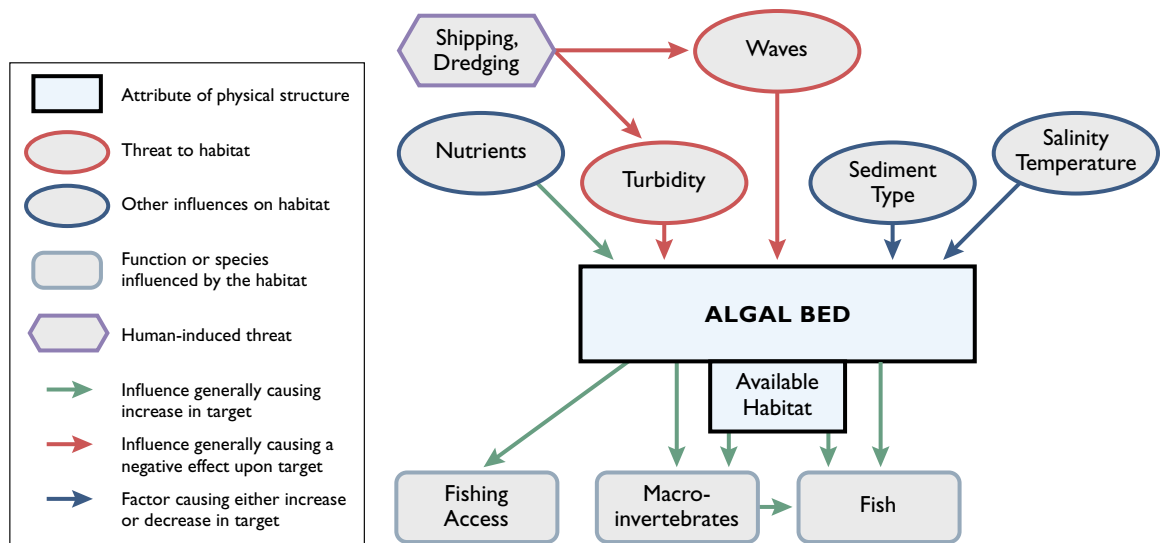 Attribute of physical structure
Threat to habitat
Other influences on habitat
Function or species
influenced by the habitat
Human-induced threat
Influence generally causing
increase in target
Influence generally causing a
negative effect upon target
Factor causing either increase
or decrease in target
Shipping,
Dredging
Waves
Nutrients
Turbidity
Sediment
Type
Salinity
Temperature
ALGAL BED
Available
Habitat
Fishing
Access
Macro-
invertebrates
Fish